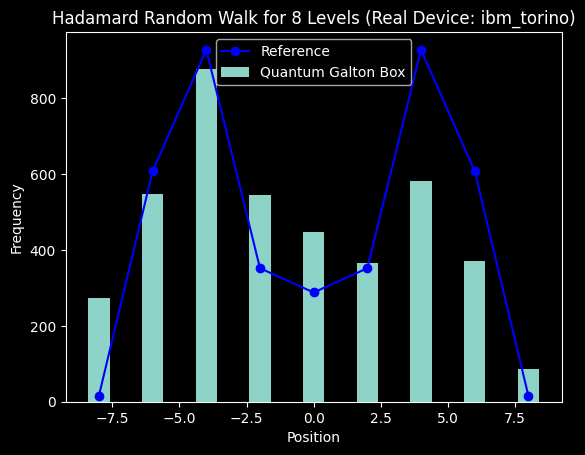 Hadamard Random Walk for 8 Levels (Real Device: ibm_torino)
Reference
Quantum Galton Box
800
600
400
200
0
Frequency
−7.5 −5.0 −2.5 0.0 2.5 5.0 7.5
Position